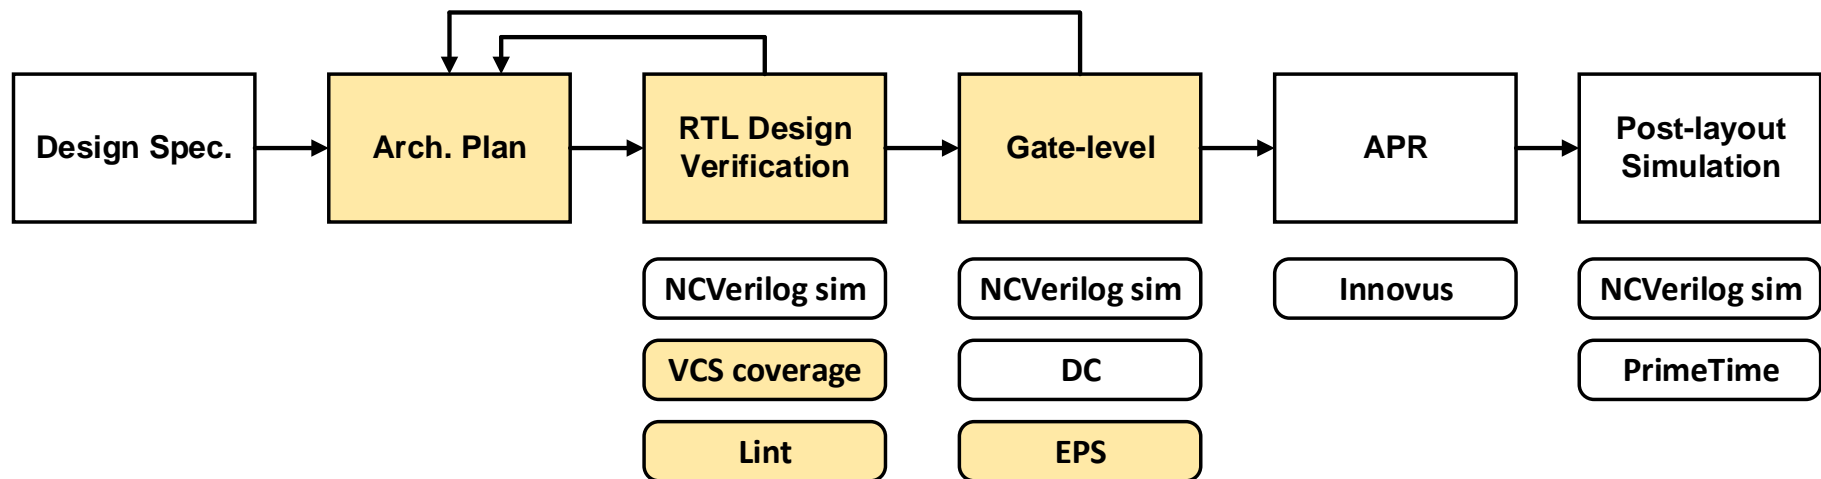 Design Spec.
Arch. Plan
RTL Design
Verification
Gate-level
APR
Post-layout
Simulation
NCVerilog sim
NCVerilog sim
Innovus
NCVerilog sim
VCS coverage
DC
PrimeTime
Lint
EPS